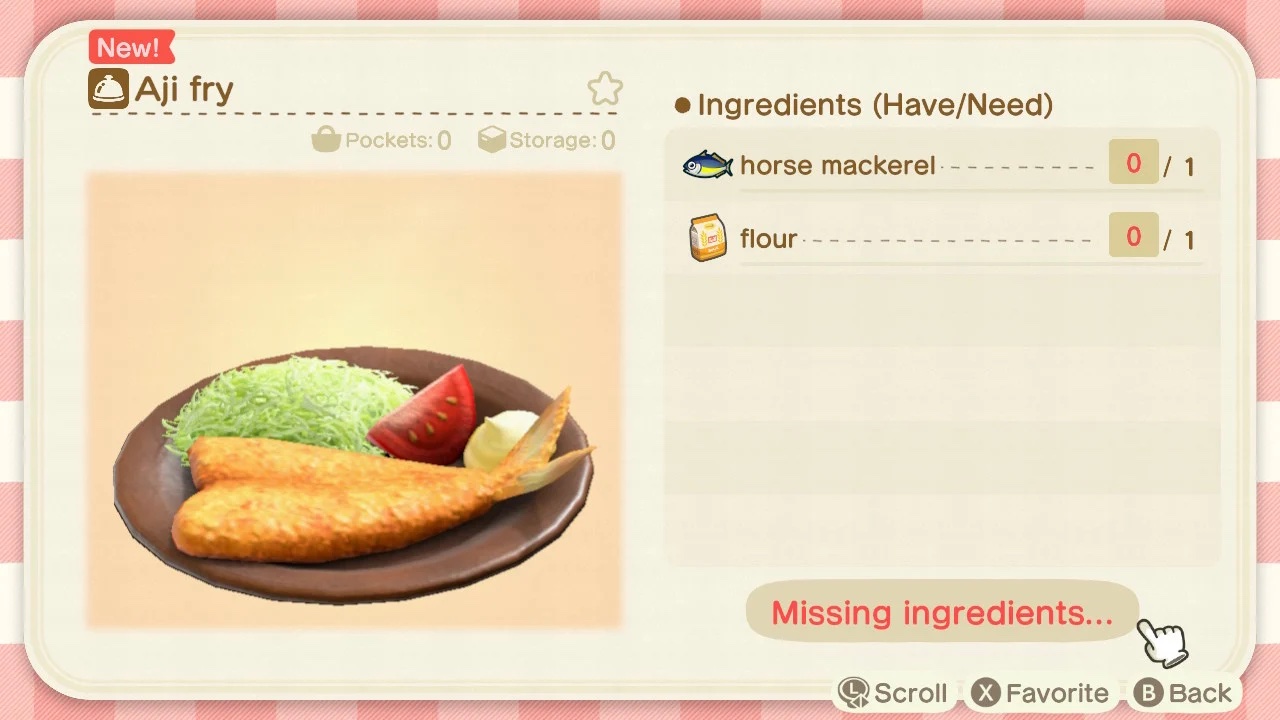 New!
Aji fry
Pockets: 0 Storage: 0
Ingredients (Have/Need)
horse mackerel 0 / 1
flour 0 / 1
Missing ingredients...
L Scroll X Favorite B Back